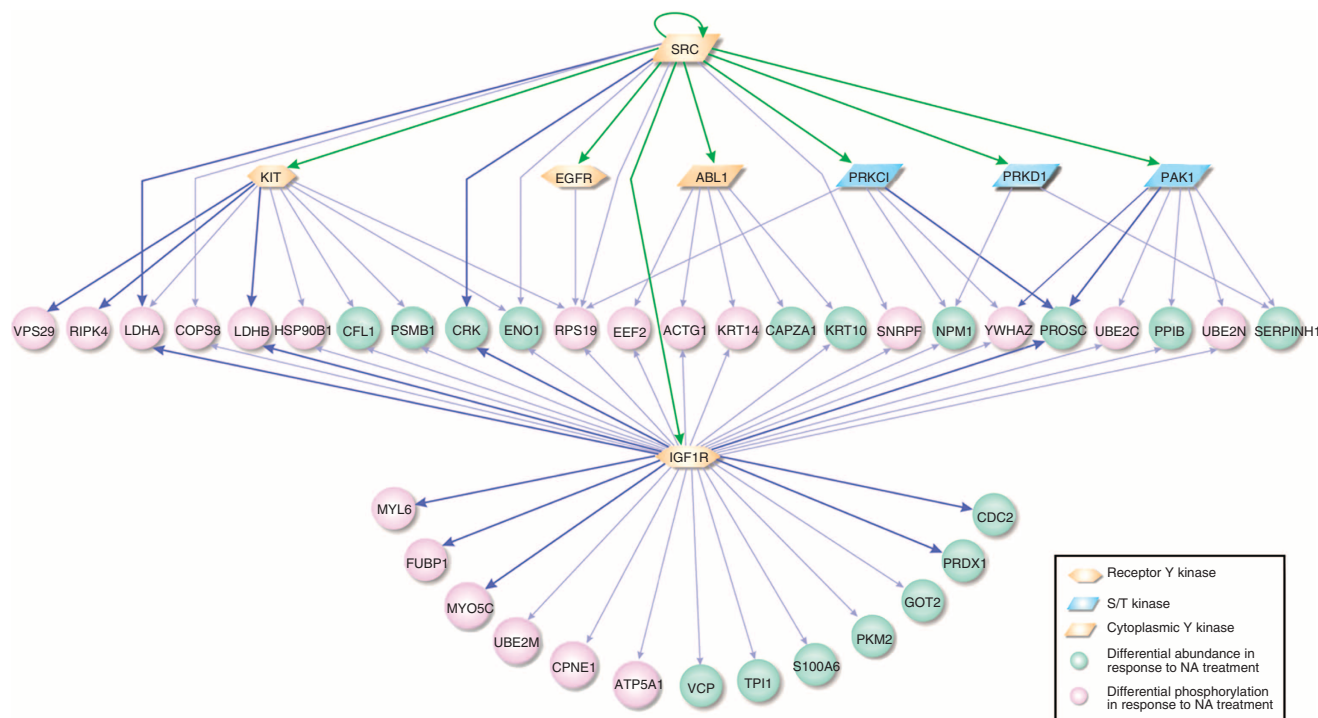 SRC
KIT
EGFR
ABL1
PRKCI
PRKD1
PAK1
VPS29
RIPK4
LDHA
COPS8
LDHB
HSP90B1
CFL1
PSMB1
CRK
ENO1
RPS19
EEF2
ACTG1
KRT14
CAPZA1
KRT10
SNRPF
NPM1
YWHAZ
PROSC
UBE2C
PPIB
UBE2N
SERPINH1
IGF1R
MYL6
FUBP1
MYO5C
UBE2M
CPNE1
ATP5A1
VCP
TPI1
S100A6
PKM2
GOT2
PRDX1
CDC2
Receptor Y kinase
S/T kinase
Cytoplasmic Y kinase
Differential abundance in
response to NA treatment
Differential phosphorylation
in response to NA treatment